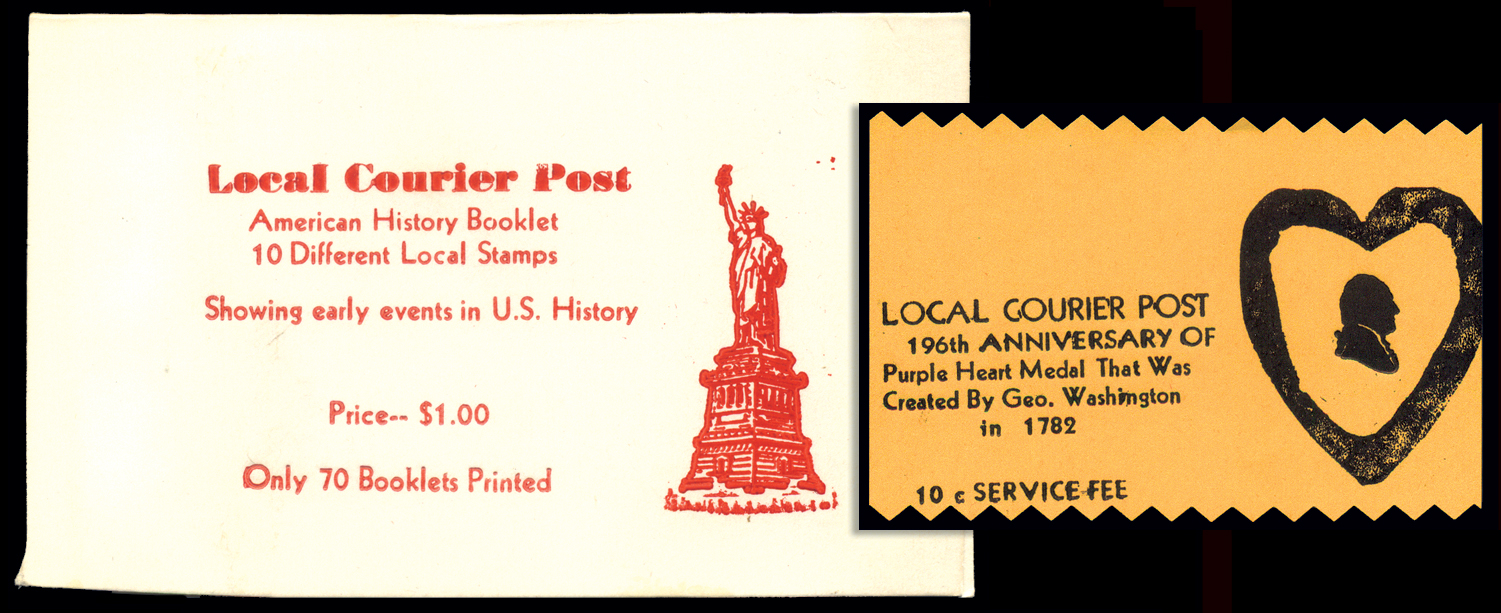 Local Courier Post
American History Booklet
10 Different Local Stamps
Showing early events in U.S. History
Price-- $1.00
Only 70 Booklets Printed
LOCAL COURIER POST
196th ANNIVERSARY OF
Purple Heart Medal That Was
Created By Geo. Washington
in 1782
10 c SERVICE FEE